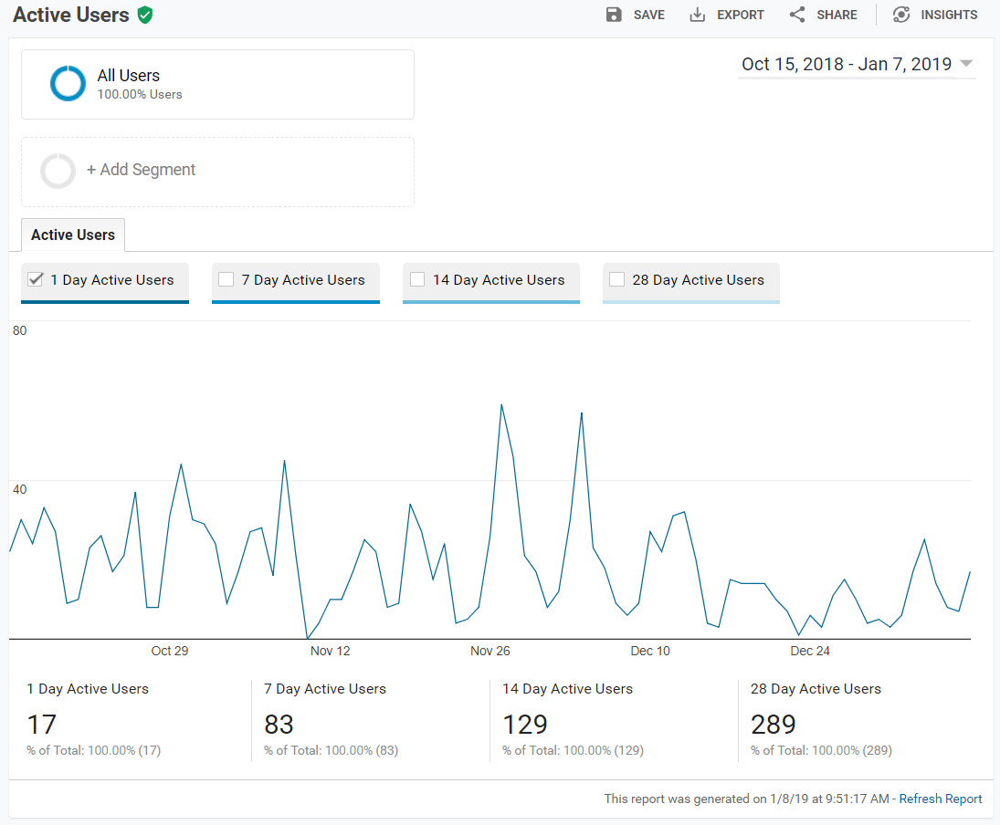 Active Users
SAVE EXPORT SHARE INSIGHTS
All Users
100.00% Users
Oct 15, 2018 - Jan 7, 2019
+ Add Segment
Active Users
1 Day Active Users 7 Day Active Users 14 Day Active Users 28 Day Active Users
80
40
Oct 29 Nov 12 Nov 26 Dec 10 Dec 24
1 Day Active Users 7 Day Active Users 14 Day Active Users 28 Day Active Users
17 83 129 289
% of Total: 100.00% (17) % of Total: 100.00% (83) % of Total: 100.00% (129) % of Total: 100.00% (289)
This report was generated on 1/8/19 at 9:51:17 AM - Refresh Report